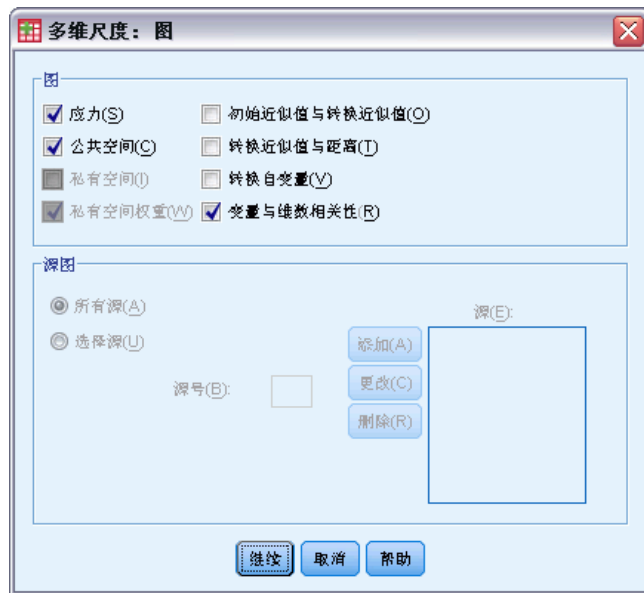 多维尺度：图
图
应力(S)
初始近似值与转换近似值(O)
公共空间(C)
转换近似值与距离(T)
私有空间(I)
转换自变量(V)
私有空间权重(W)
变量与维数相关性(R)
源图
所有源(A)
源(E):
选择源(U)
添加(A)
源号(B):
更改(C)
删除(R)
继续
取消
帮助